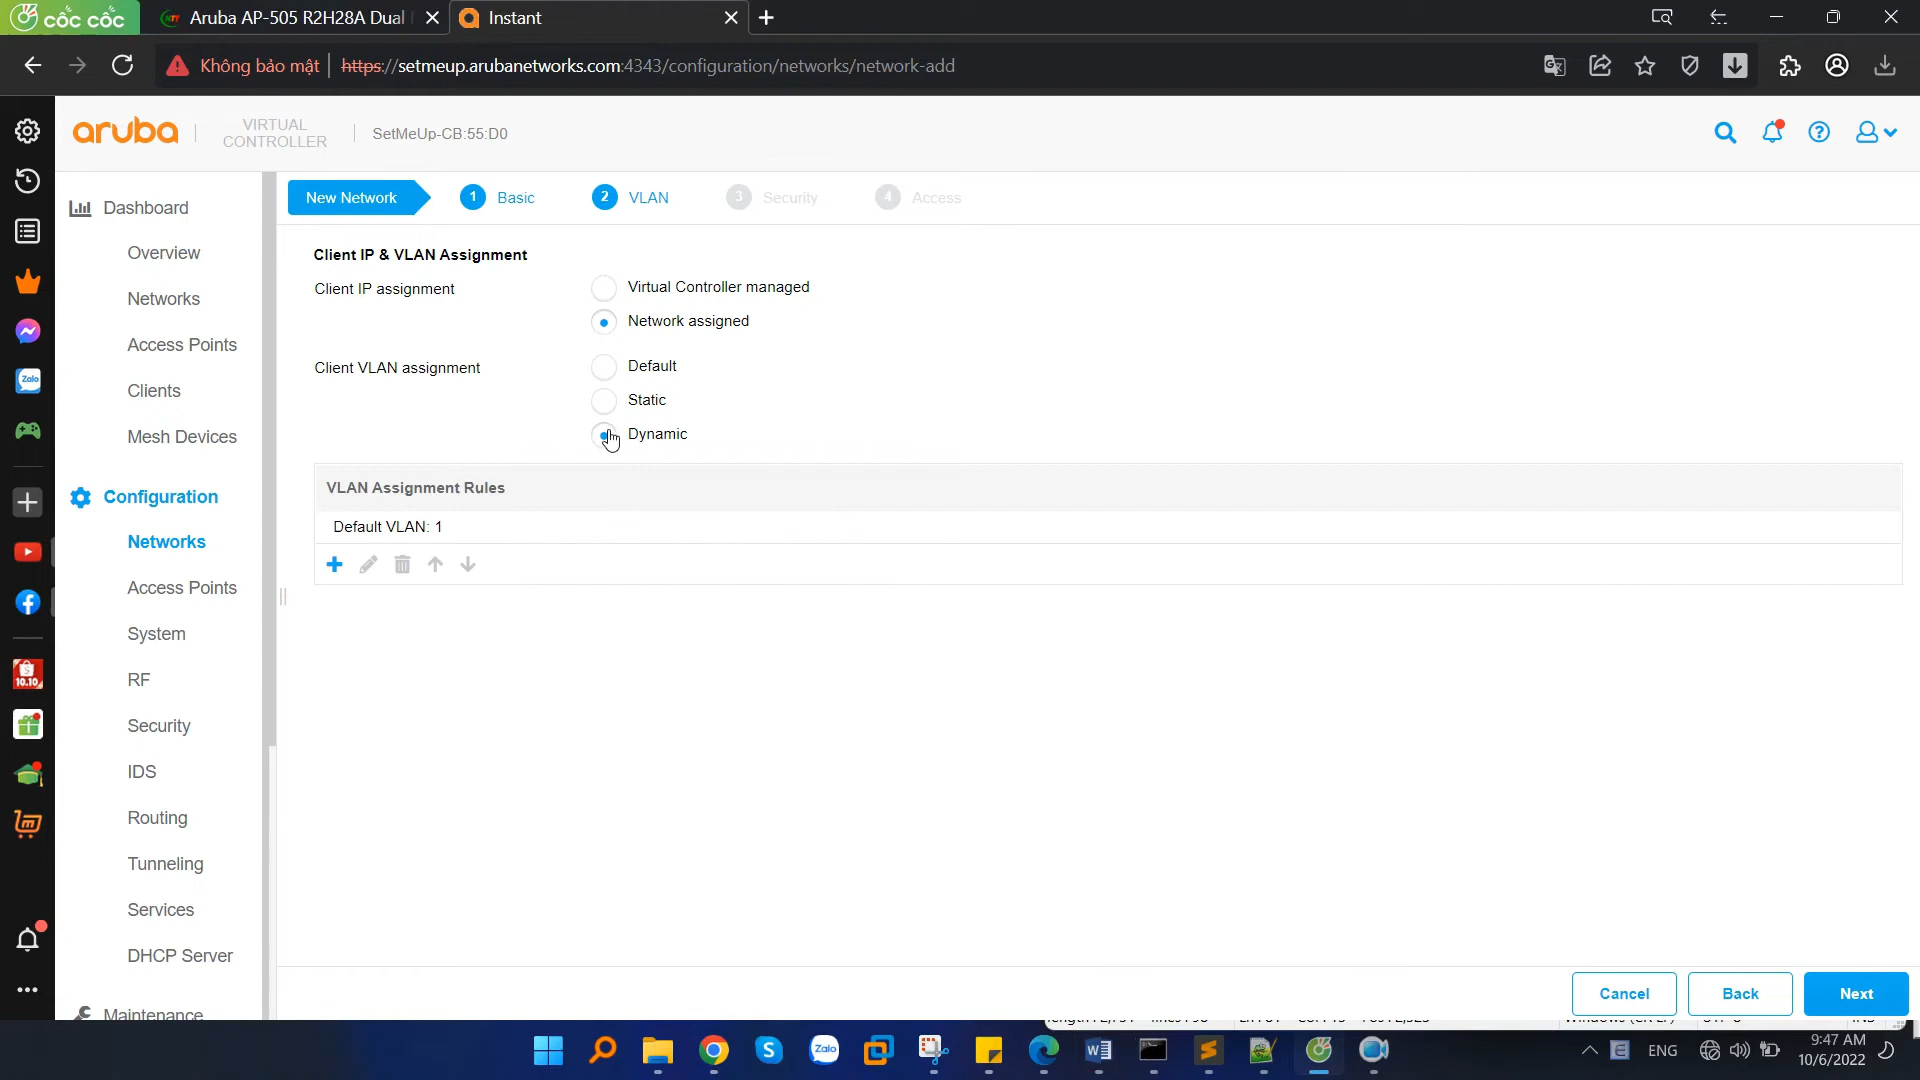 cốc cốc
Aruba AP-505 R2H28A Dual
Instant
Không bảo mật
https://setmeup.arubanetworks.com:4343/configuration/networks/network-add
aruba
VIRTUAL
CONTROLLER
SetMeUp-CB:55:D0
Dashboard
Overview
Networks
Access Points
Clients
Mesh Devices
Configuration
Networks
Access Points
System
RF
Security
IDS
Routing
Tunneling
Services
DHCP Server
Maintenance
New Network
1 Basic
2 VLAN
3 Security
4 Access
Client IP & VLAN Assignment
Client IP assignment
Virtual Controller managed
Network assigned
Client VLAN assignment
Default
Static
Dynamic
VLAN Assignment Rules
Default VLAN: 1
Cancel
Back
Next
Zalo
10.10
Zalo
ENG
9:47 AM
10/6/2022